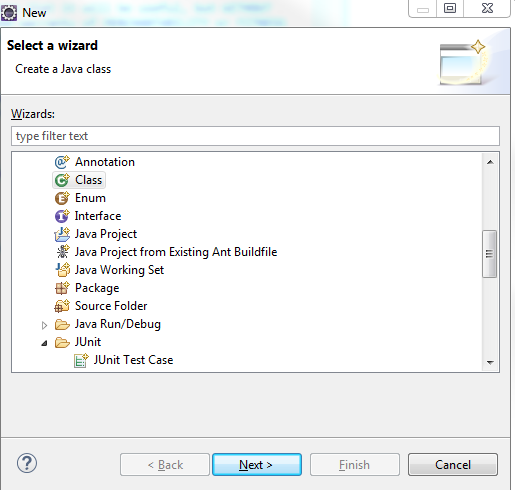 New
Select a wizard
Create a Java class
Wizards:
type filter text
Annotation
Class
Enum
Interface
Java Project
Java Project from Existing Ant Buildfile
Java Working Set
Package
Source Folder
Java Run/Debug
JUnit
JUnit Test Case
< Back
Next >
Finish
Cancel